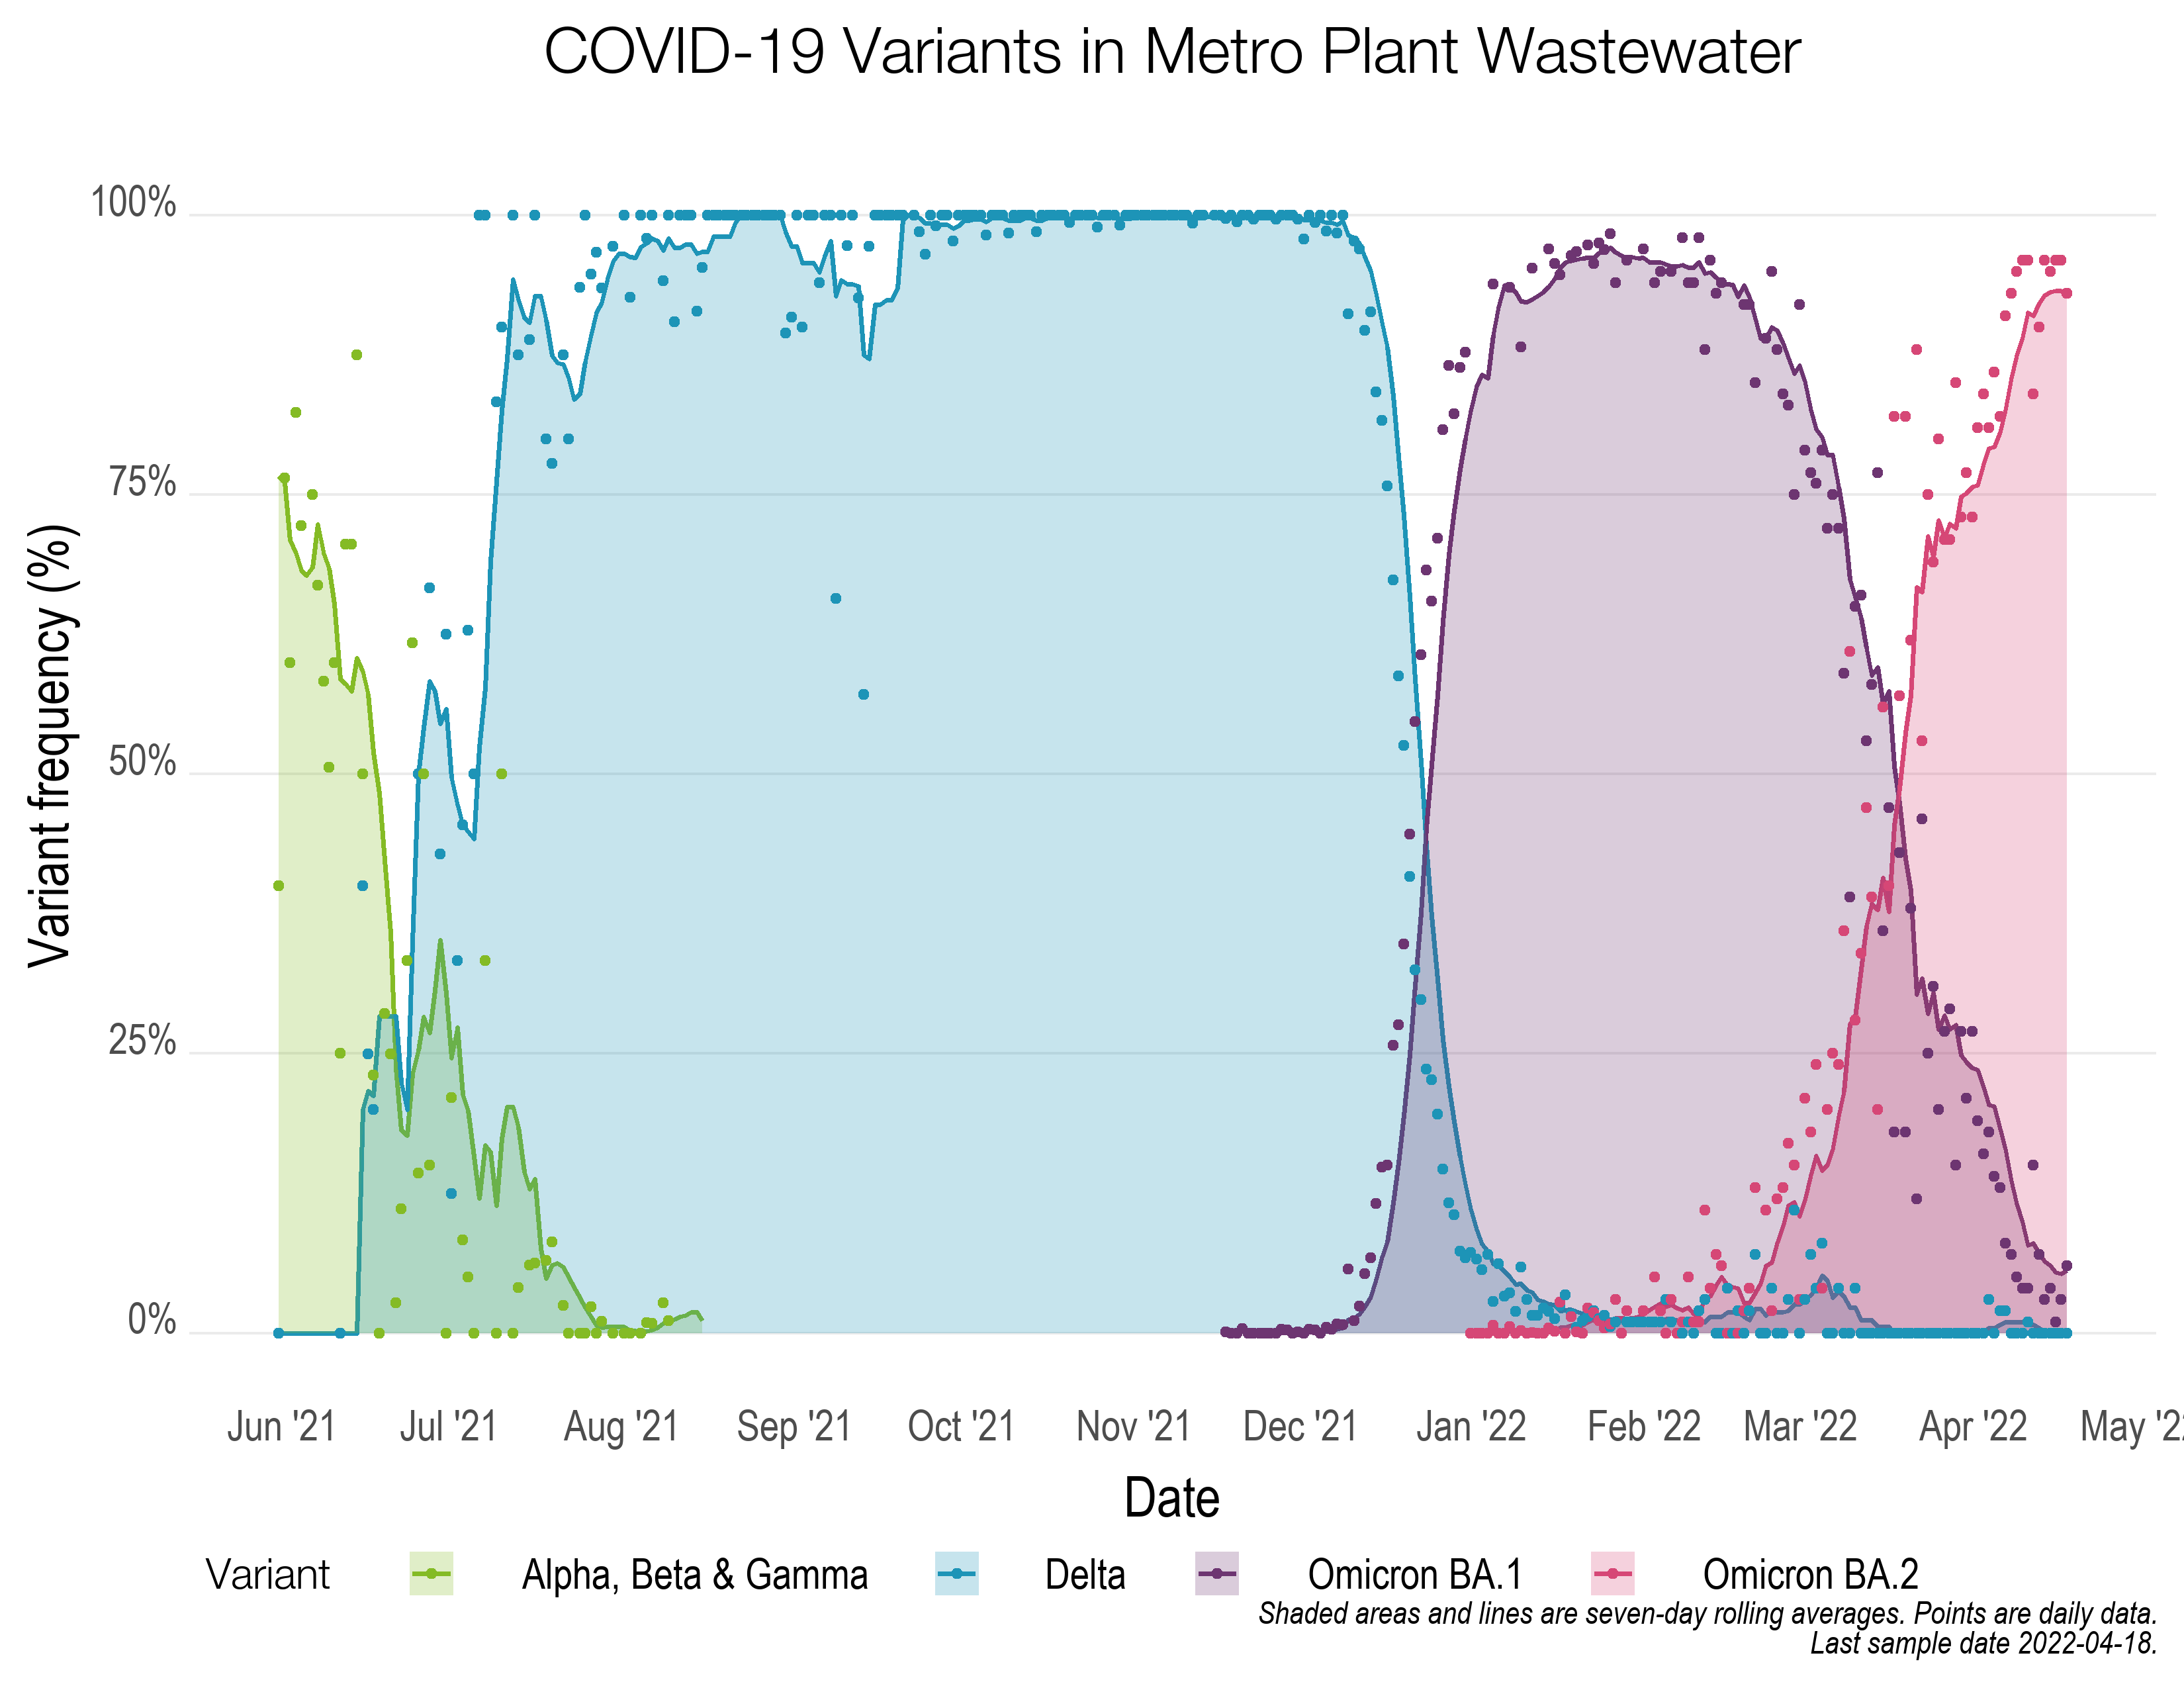 COVID-19 Variants in Metro Plant Wastewater
Variant frequency (%)
100%
75%
50%
25%
0%
Jun '21 Jul '21 Aug '21 Sep '21 Oct '21 Nov '21 Dec '21 Jan '22 Feb '22 Mar '22 Apr '22 May '2
Date
Variant Alpha, Beta & Gamma Delta Omicron BA.1 Omicron BA.2
Shaded areas and lines are seven-day rolling averages. Points are daily data.
Last sample date 2022-04-18.